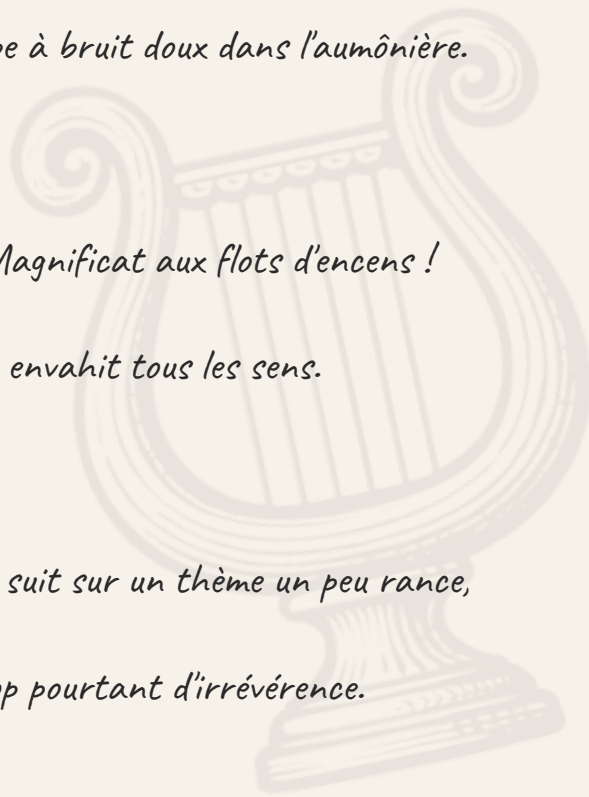 à bruit doux dans l'aumônière.
Magnificat aux flots d'encens !
envahit tous les sens.
suit sur un thème un peu rance,
pourtant d'irrévérence.